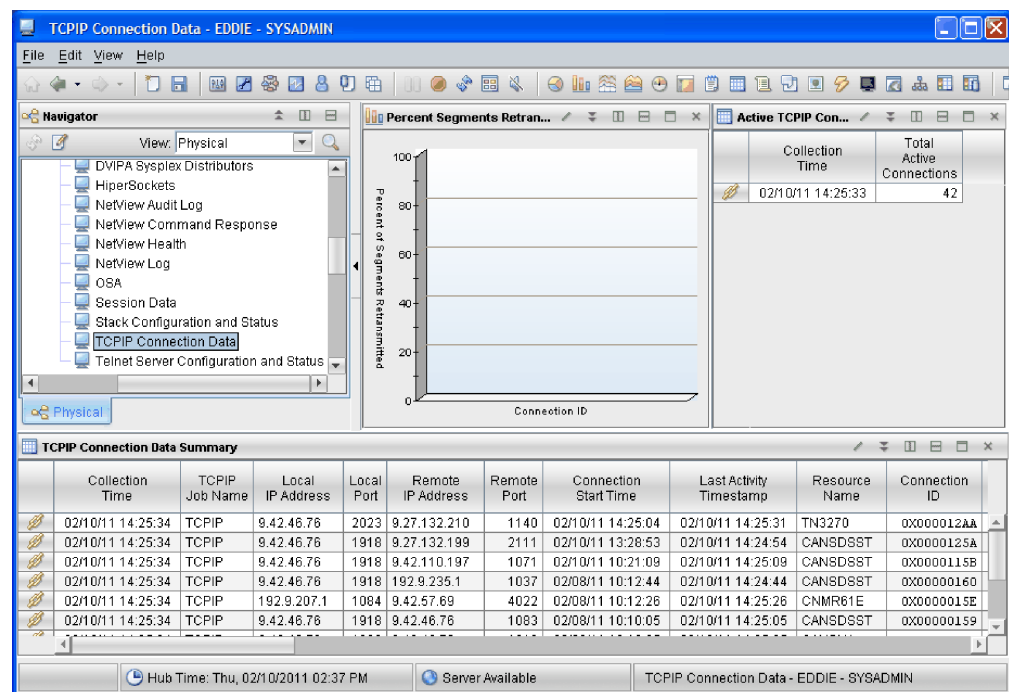 TCPIP Connection Data - EDDIE - SYSADMIN
File Edit View Help
Navigator
View: Physical
DVIPA Sysplex Distributors
HiperSockets
NetView Audit Log
NetView Command Response
NetView Health
NetView Log
OSA
Session Data
Stack Configuration and Status
TCPIP Connection Data
Telnet Server Configuration and Status
Physical
Percent Segments Retran...
Percent of Segments Retransmitted
100
80
60
40
20
0
Connection ID
Active TCPIP Con...
Collection Time Total Active Connections
02/10/11 14:25:33 42
TCPIP Connection Data Summary
Collection Time TCPIP Job Name Local IP Address Local Port Remote IP Address Remote Port Connection Start Time Last Activity Timestamp Resource Name Connection ID
02/10/11 14:25:34 TCPIP 9.42.46.76 2023 9.27.132.210 1140 02/10/11 14:25:04 02/10/11 14:25:31 TN3270 0X000012AA
02/10/11 14:25:34 TCPIP 9.42.46.76 1918 9.27.132.199 2111 02/10/11 13:28:53 02/10/11 14:24:54 CANSDSST 0X0000125A
02/10/11 14:25:34 TCPIP 9.42.46.76 1918 9.42.110.197 1071 02/10/11 10:21:09 02/10/11 14:25:09 CANSDSST 0X0000115B
02/10/11 14:25:34 TCPIP 9.42.46.76 1918 192.9.235.1 1037 02/08/11 10:12:44 02/10/11 14:24:44 CANSDSST 0X00000160
02/10/11 14:25:34 TCPIP 192.9.207.1 1084 9.42.57.69 4022 02/08/11 10:12:26 02/10/11 14:25:26 CNMR61E 0X0000015E
02/10/11 14:25:34 TCPIP 9.42.46.76 1918 9.42.46.76 1083 02/08/11 10:10:05 02/10/11 14:25:05 CANSDSST 0X00000159
Hub Time: Thu, 02/10/2011 02:37 PM Server Available TCPIP Connection Data - EDDIE - SYSADMIN